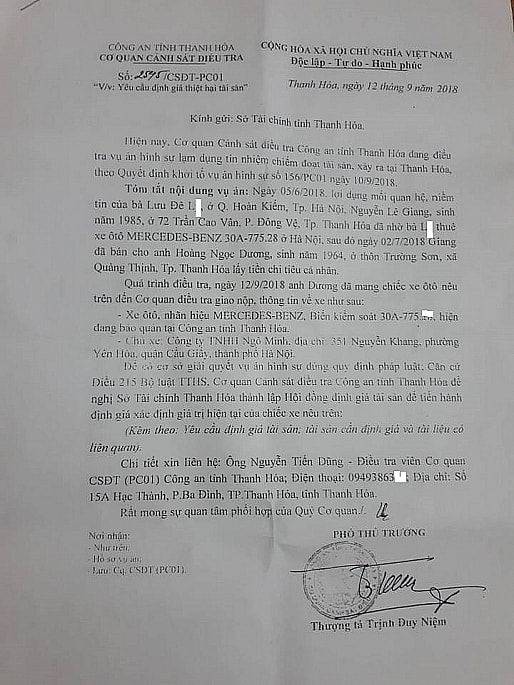 CÔNG AN TỈNH THANH HÓA
CƠ QUAN CẢNH SÁT ĐIỀU TRA
CỘNG HÒA XÃ HỘI CHỦ NGHĨA VIỆT NAM
Độc lập - Tự do - Hạnh phúc
Số: 2595/CSĐT-PC01
"V/v: Yêu cầu định giá thiệt hại tài sản"
Thanh Hóa, ngày 12 tháng 9 năm 2018
Kính gửi: Sở Tài chính tỉnh Thanh Hóa.
Hiện nay, Cơ quan Cảnh sát điều tra Công an tỉnh Thanh Hóa đang điều
tra vụ án hình sự lạm dụng tín nhiệm chiếm đoạt tài sản, xảy ra tại Thanh Hóa,
theo Quyết định khởi tố vụ án hình sự số 156/PC01 ngày 10/9/2018.
Tóm tắt nội dung vụ án: Ngày 05/6/2018, lợi dụng mối quan hệ, niềm
tin của bà Lưu Đê L, ở Q. Hoàn Kiếm, Tp. Hà Nội, Nguyễn Lê Giang, sinh
năm 1985, ở 72 Trần Cao Vân, P. Đông Vệ, Tp. Thanh Hóa đã nhờ bà L thuê
xe ôtô MERCEDES-BENZ 30A-775.28 ở Hà Nội, sau đó ngày 02/7/2018 Giang
đã bán cho anh Hoàng Ngọc Dương, sinh năm 1964, ở thôn Trường Sơn, xã
Quảng Thịnh, Tp. Thanh Hóa lấy tiền chi tiêu cá nhân.
Quá trình điều tra, ngày 12/9/2018 anh Dương đã mang chiếc xe ôtô nêu
trên đến Cơ quan điều tra giao nộp, thông tin về xe như sau:
- Xe ôtô, nhãn hiệu MERCEDES-BENZ, Biển kiểm soát 30A-775. , hiện
đang bảo quản tại Công an tỉnh Thanh Hóa.
- Chủ xe: Công ty TNHH Ngô Minh, địa chỉ: 351 Nguyễn Khang, phường
Yên Hòa, quận Cầu Giấy, thành phố Hà Nội.
Để có cơ sở giải quyết vụ án hình sự đúng quy định pháp luật. Căn cứ
Điều 215 Bộ luật TTHS, Cơ quan Cảnh sát điều tra Công an tỉnh Thanh Hóa đề
nghị Sở Tài chính Thanh Hóa thành lập Hội đồng định giá tài sản để tiến hành
định giá xác định giá trị hiện tại của chiếc xe nêu trên:
(Kèm theo: Yêu cầu định giá tài sản; tài sản cần định giá và tài liệu có
liên quan).
Chi tiết xin liên hệ: Ông Nguyễn Tiến Dũng - Điều tra viên Cơ quan
CSĐT (PC01) Công an tỉnh Thanh Hóa; Điện thoại: 09493863 ; Địa chỉ: Số
15A Hạc Thành, P.Ba Đình, TP.Thanh Hóa, tỉnh Thanh Hóa.
Rất mong sự quan tâm phối hợp của Quý Cơ quan./.
Nơi nhận:
- Như trên;
- Hồ sơ vụ án;
- Lưu: Cq. CSĐT (PC01).
PHÓ THỦ TRƯỞNG
Thượng tá Trịnh Duy Niệm